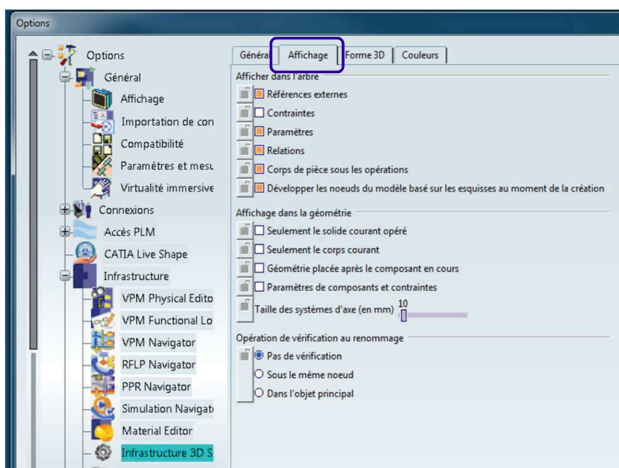 Options
Options
Général
Affichage
Importation de con
Compatibilité
Paramètres et mesu
Virtualité immersive
Connexions
Accès PLM
CATIA Live Shape
Infrastructure
VPM Physical Edito
VPM Functional Lo
VPM Navigator
RFLP Navigator
PPR Navigator
Simulation Navigat
Material Editor
Infrastructure 3D S
Général
Affichage
Forme 3D
Couleurs
Afficher dans l'arbre
Références externes
Contraintes
Paramètres
Relations
Corps de pièce sous les opérations
Développer les noeuds du modèle basé sur les esquisses au moment de la création
Affichage dans la géométrie
Seulement le solide courant opéré
Seulement le corps courant
Géométrie placée après le composant en cours
Paramètres de composants et contraintes
Taille des systèmes d'axe (en mm) 10
Opération de vérification au renommage
Pas de vérification
Sous le même noeud
Dans l'objet principal